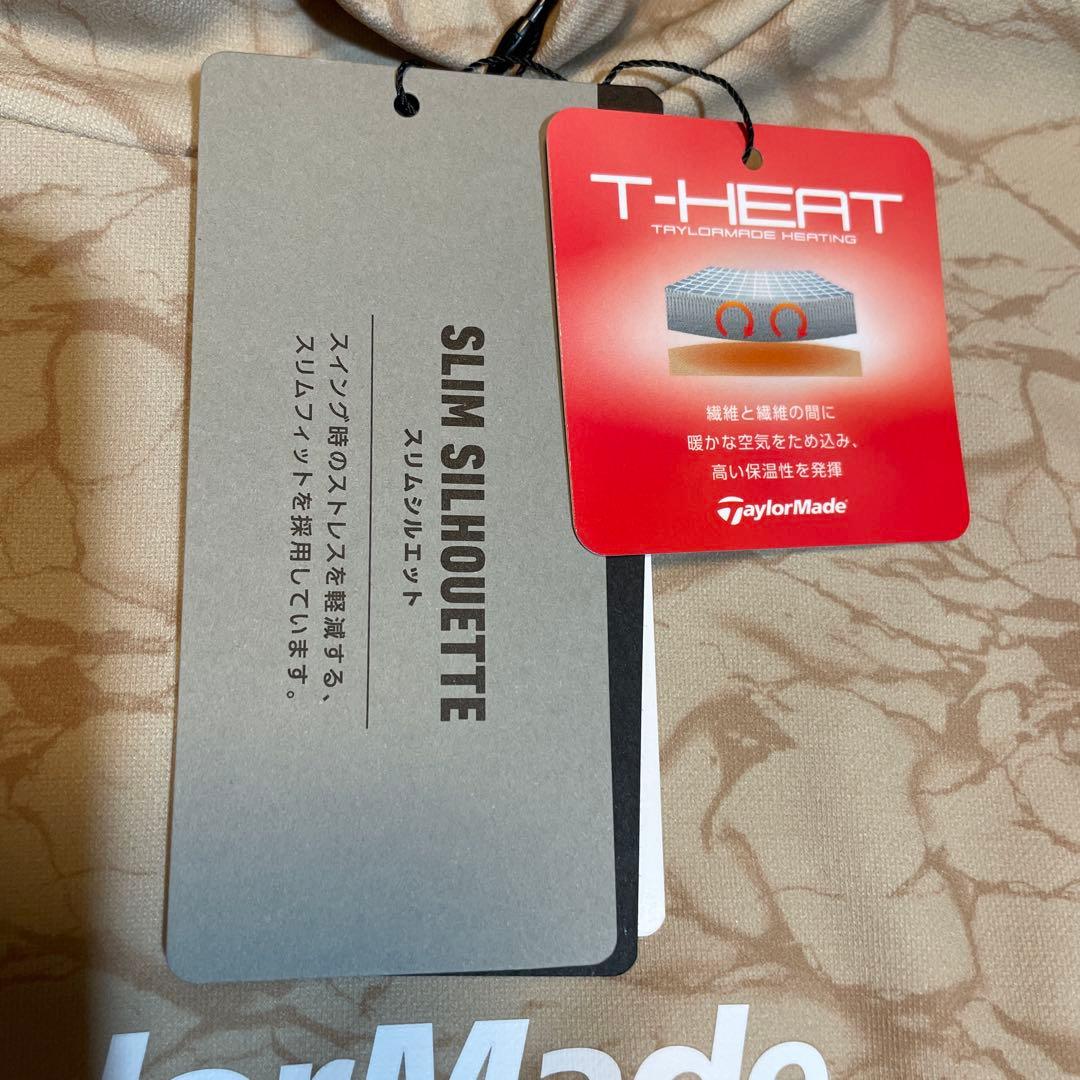 SLIM SILHOUETTE
スリムシルエット
スイング時のストレスを軽減する、
スリムフィットを採用しています。
T-HEAT
TAYLORMADE HEATING
繊維と繊維の間に
暖かな空気をため込み、
高い保温性を発揮
TaylorMade
lorMade